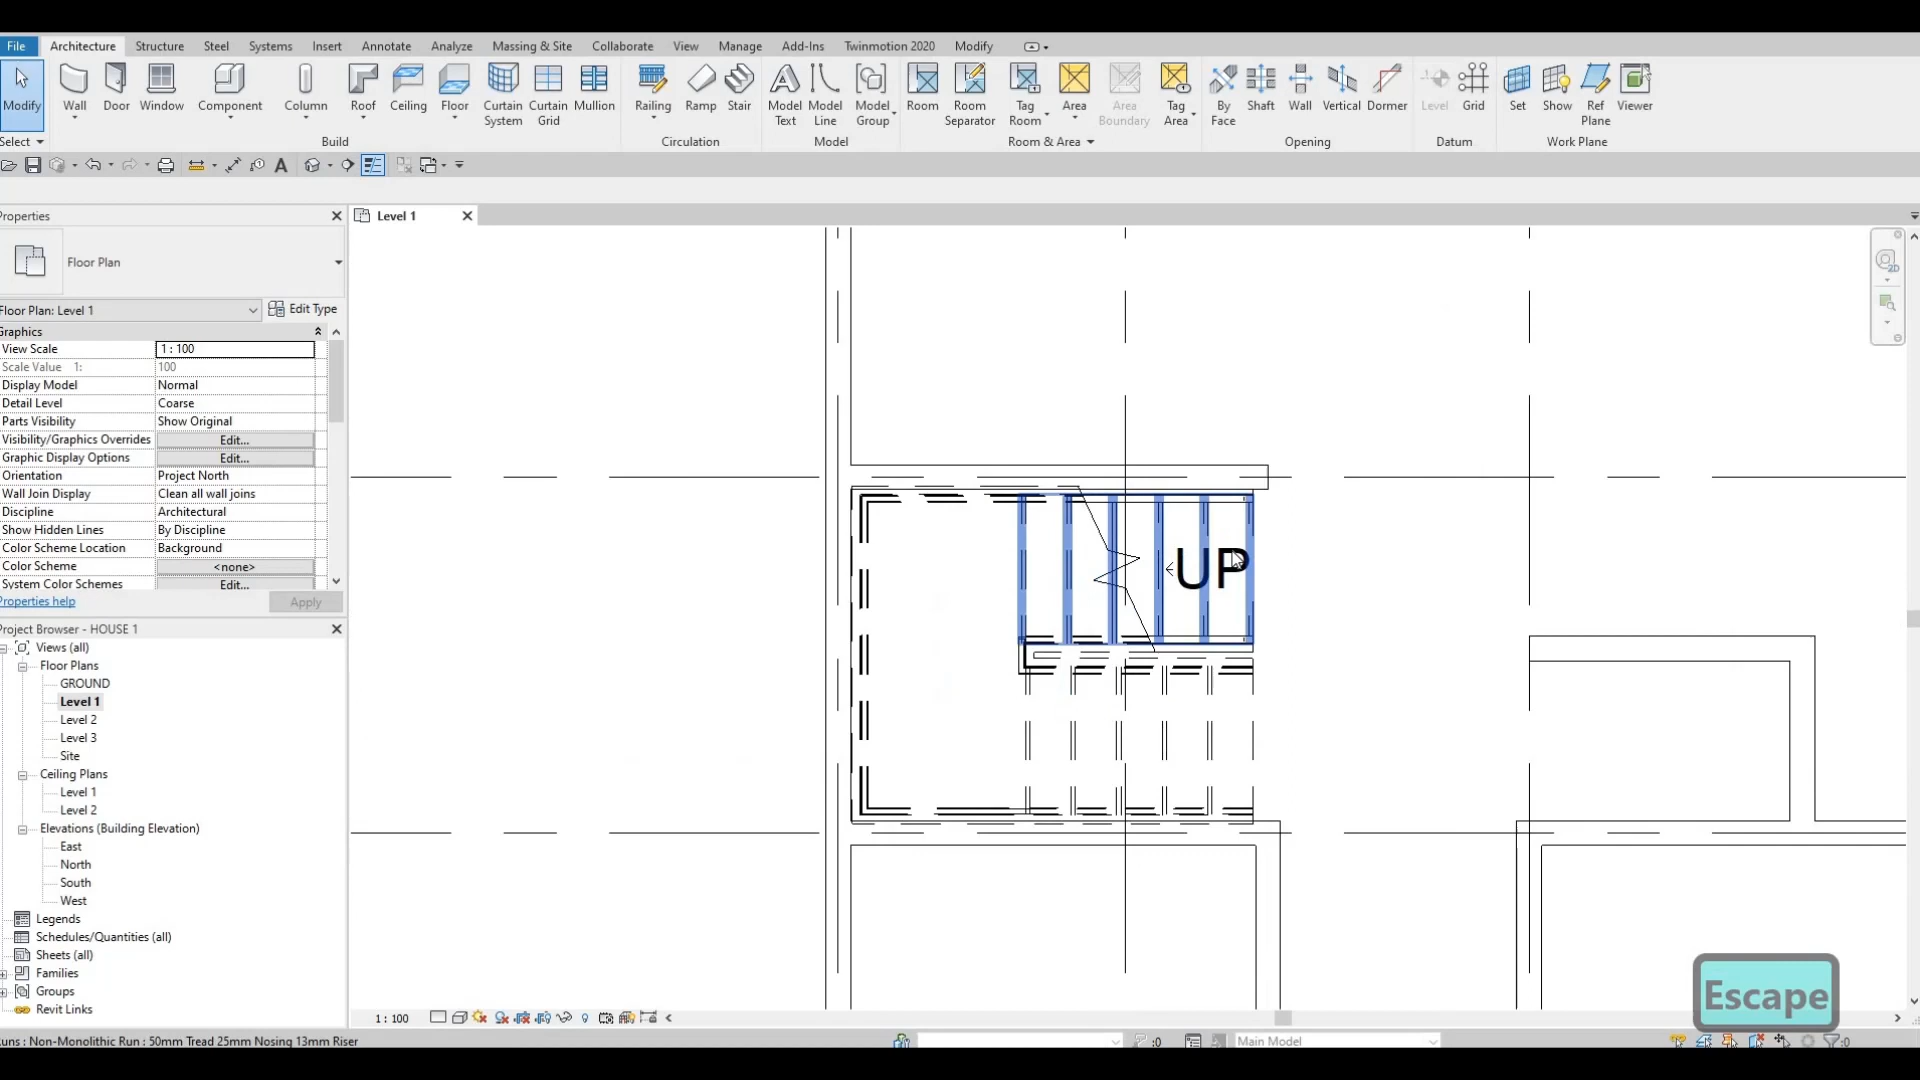 File Architecture Structure Steel Systems Insert Annotate Analyze Massing & Site Collaborate View Manage Add-Ins Twinmotion 2020 Modify
Modify Wall Door Window Component Column Roof Ceiling Floor Curtain System Curtain Grid Mullion Railing Ramp Stair Model Text Model Line Model Group Room Room Separator Tag Room Area Area Boundary Tag Area By Face Shaft Wall Vertical Dormer Level Grid Set Show Ref Plane Viewer
Select Build Circulation Model Room & Area Opening Datum Work Plane
Properties
Level 1
Floor Plan
Floor Plan: Level 1 Edit Type
Graphics
View Scale 1 : 100
Scale Value 1: 100
Display Model Normal
Detail Level Coarse
Parts Visibility Show Original
Visibility/Graphics Overrides Edit...
Graphic Display Options Edit...
Orientation Project North
Wall Join Display Clean all wall joins
Discipline Architectural
Show Hidden Lines By Discipline
Color Scheme Location Background
Color Scheme <none>
System Color Schemes Edit...
Properties help Apply
Project Browser - HOUSE 1
Views (all)
Floor Plans
GROUND
Level 1
Level 2
Level 3
Site
Ceiling Plans
Level 1
Level 2
Elevations (Building Elevation)
East
North
South
West
Legends
Schedules/Quantities (all)
Sheets (all)
Families
Groups
Revit Links
UP
2D
Escape
1 : 100
uns : Non-Monolithic Run : 50mm Tread 25mm Nosing 13mm Riser
:0 Main Model :0